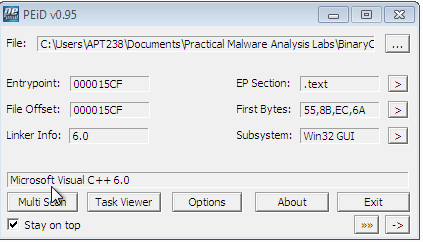 PEiD v0.95
File: C:\Users\APT238\Documents\Practical Malware Analysis Labs\BinaryC ...
Entrypoint: 000015CF EP Section: .text >
File Offset: 000015CF First Bytes: 55,8B,EC,6A >
Linker Info: 6.0 Subsystem: Win32 GUI >
Microsoft Visual C++ 6.0
Multi Scan Task Viewer Options About Exit
Stay on top »» ->